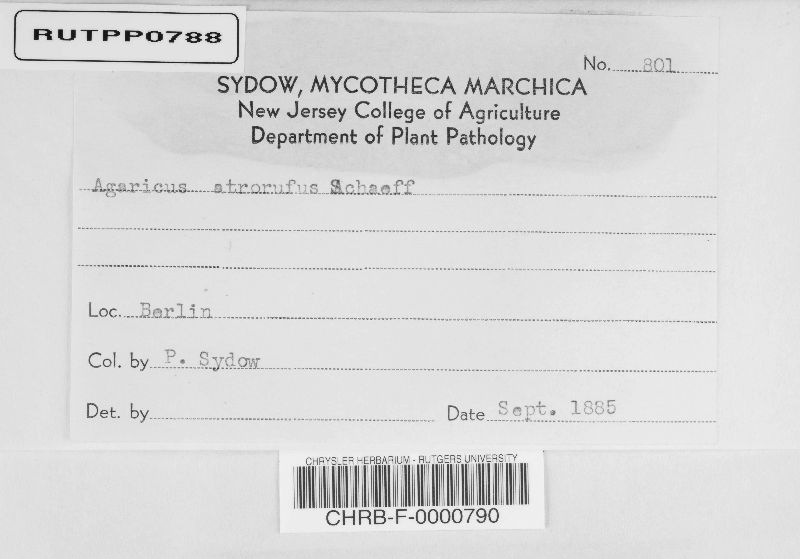 RUTPP0788
No. 801
SYDOW, MYCOTHECA MARCHICA
New Jersey College of Agriculture
Department of Plant Pathology
Agaricus atrorufus Schaeff
Loc. Berlin
Col. by P. Sydow
Det. by
Date Sept. 1885
CHRYSLER HERBARIUM - RUTGERS UNIVERSITY
CHRB-F-0000790